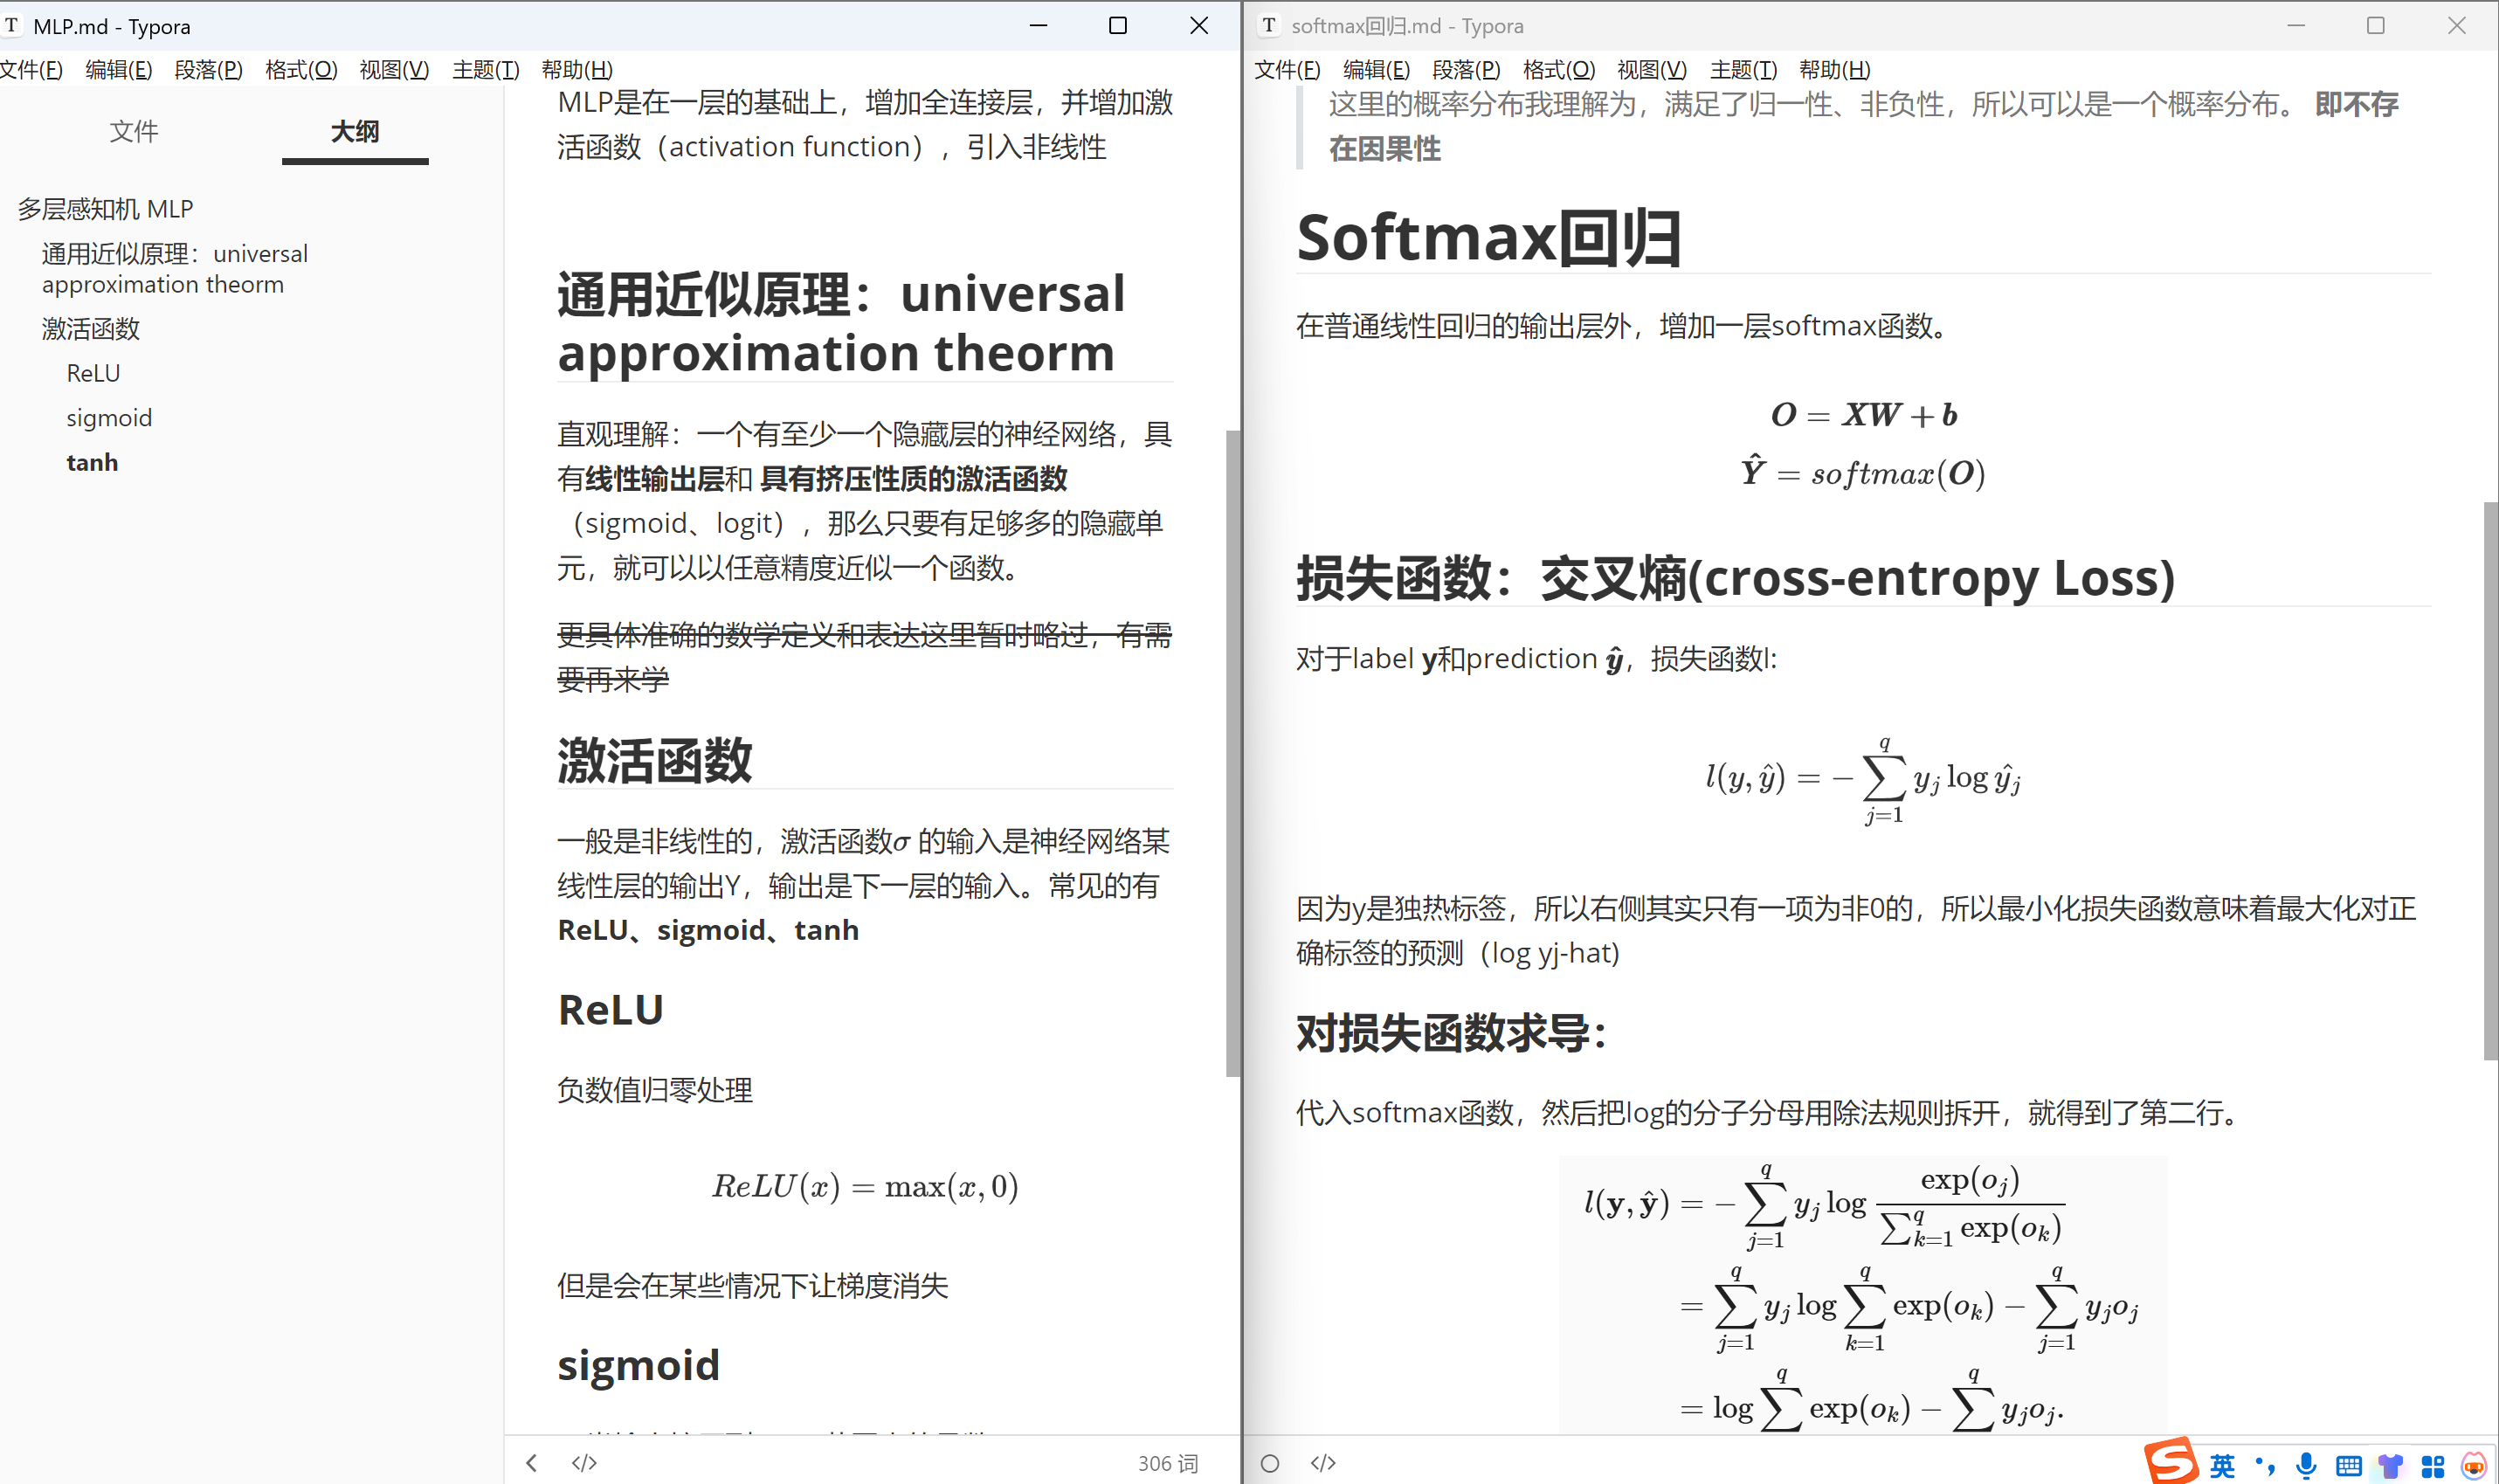 MLP.md - Typora
文件(F) 编辑(E) 段落(P) 格式(O) 视图(V) 主题(T) 帮助(H)
文件 大纲
多层感知机 MLP
通用近似原理：universal
approximation theorm
激活函数
ReLU
sigmoid
tanh
MLP是在一层的基础上，增加全连接层，并增加激
活函数（activation function），引入非线性
通用近似原理：universal
approximation theorm
直观理解：一个有至少一个隐藏层的神经网络，具
有线性输出层和 具有挤压性质的激活函数
（sigmoid、logit），那么只要有足够多的隐藏单
元，就可以以任意精度近似一个函数。
更具体准确的数学定义和表达这里暂时略过，有需
要再来学
激活函数
一般是非线性的，激活函数σ 的输入是神经网络某
线性层的输出Y，输出是下一层的输入。常见的有
ReLU、sigmoid、tanh
ReLU
负数值归零处理
ReLU(x) = max(x, 0)
但是会在某些情况下让梯度消失
sigmoid
</> 306 词
softmax回归.md - Typora
文件(F) 编辑(E) 段落(P) 格式(O) 视图(V) 主题(T) 帮助(H)
这里的概率分布我理解为，满足了归一性、非负性，所以可以是一个概率分布。 即不存
在因果性
Softmax回归
在普通线性回归的输出层外，增加一层softmax函数。
O = XW + b
Ŷ = softmax(O)
损失函数：交叉熵(cross-entropy Loss)
对于label y和prediction ŷ，损失函数l:
l(y, ŷ) = − ∑_{j=1}^{q} y_j log ŷ_j
因为y是独热标签，所以右侧其实只有一项为非0的，所以最小化损失函数意味着最大化对正
确标签的预测（log yj-hat)
对损失函数求导：
代入softmax函数，然后把log的分子分母用除法规则拆开，就得到了第二行。
l(y, ŷ) = − ∑_{j=1}^{q} y_j log exp(o_j) / ∑_{k=1}^{q} exp(o_k)
= ∑_{j=1}^{q} y_j log ∑_{k=1}^{q} exp(o_k) − ∑_{j=1}^{q} y_j o_j
= log ∑^{q} exp(o_k) − ∑^{q} y_j o_j.
</>
S 英